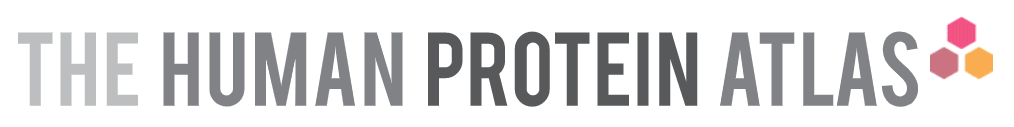 THE HUMAN PROTEIN ATLAS